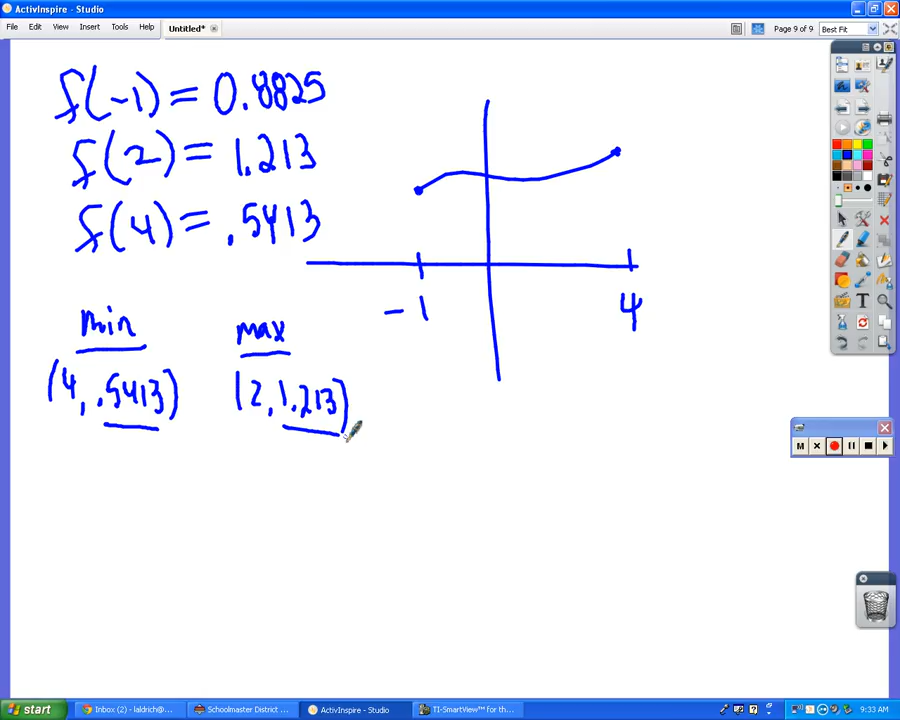 ActivInspire - Studio
File Edit View Insert Tools Help
Untitled*
Page 9 of 9
Best Fit
f(-1) = 0.8825
f(2) = 1.213
f(4) = .5413
-1
4
min max
(4, .5413) (2, 1.213)
M
start
Inbox (2) - laldrich@...
Schoolmaster District ...
ActivInspire - Studio
TI-SmartView™ for th...
9:33 AM